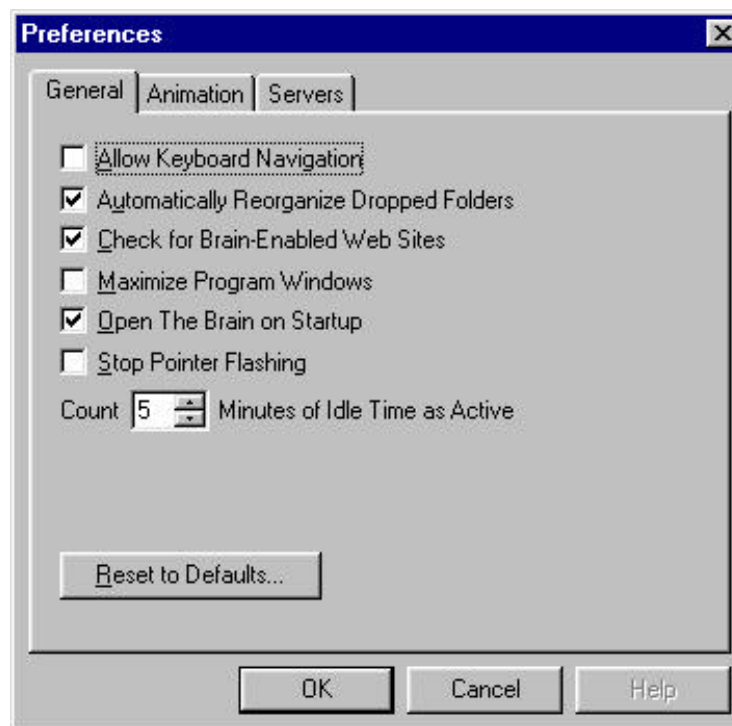 Preferences
General Animation Servers
Allow Keyboard Navigation
Automatically Reorganize Dropped Folders
Check for Brain-Enabled Web Sites
Maximize Program Windows
Open The Brain on Startup
Stop Pointer Flashing
Count 5 Minutes of Idle Time as Active
Reset to Defaults...
OK Cancel Help